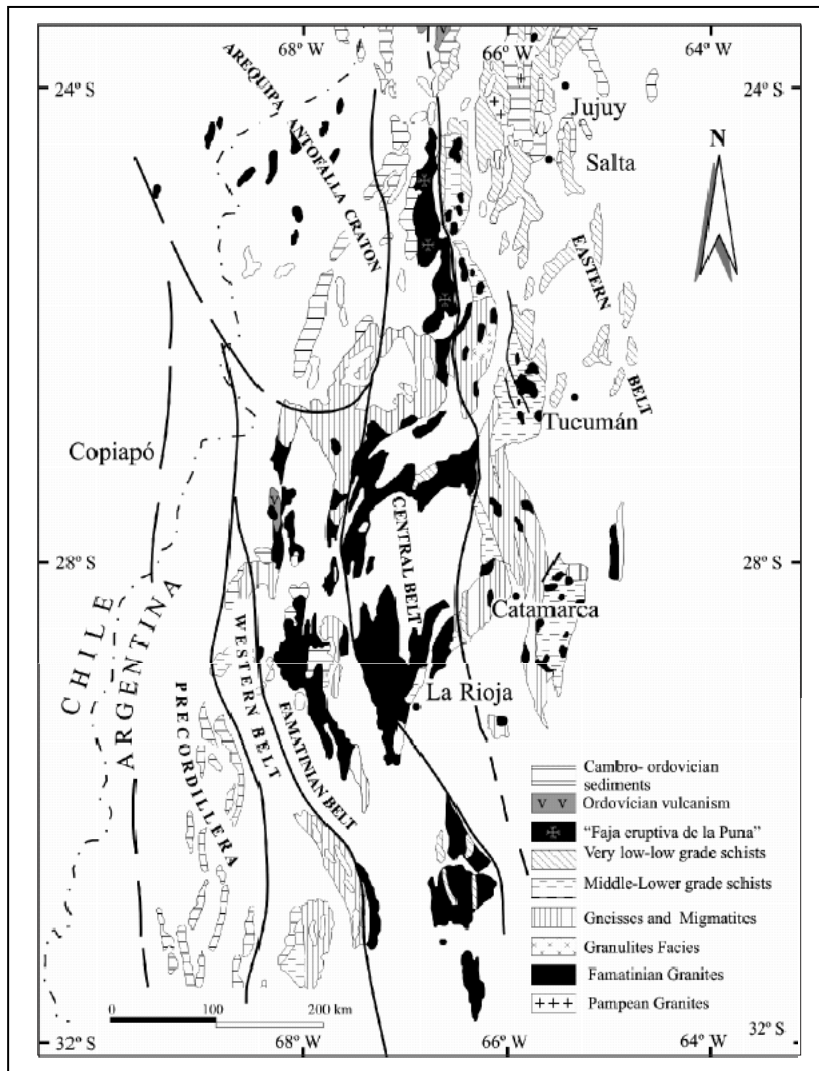 68° W
66° W
64° W
24° S
24° S
AREQUIPA ANTOFALLA CRATON
Jujuy
Salta
N
EASTERN BELT
Tucumán
Copiapó
CENTRAL BELT
28° S
28° S
Catamarca
CHILE
ARGENTINA
WESTERN BELT
La Rioja
PRECORDILLERA
FAMATINIAN BELT
Cambro- ordovician
sediments
v v
Ordovician vulcanism
"Faja eruptiva de la Puna"
Very low-low grade schists
Middle-Lower grade schists
Gneisses and Migmatites
Granulites Facies
Famatinian Granites
Pampean Granites
0 100 200 km
32° S
68° W
66° W
64° W
32° S